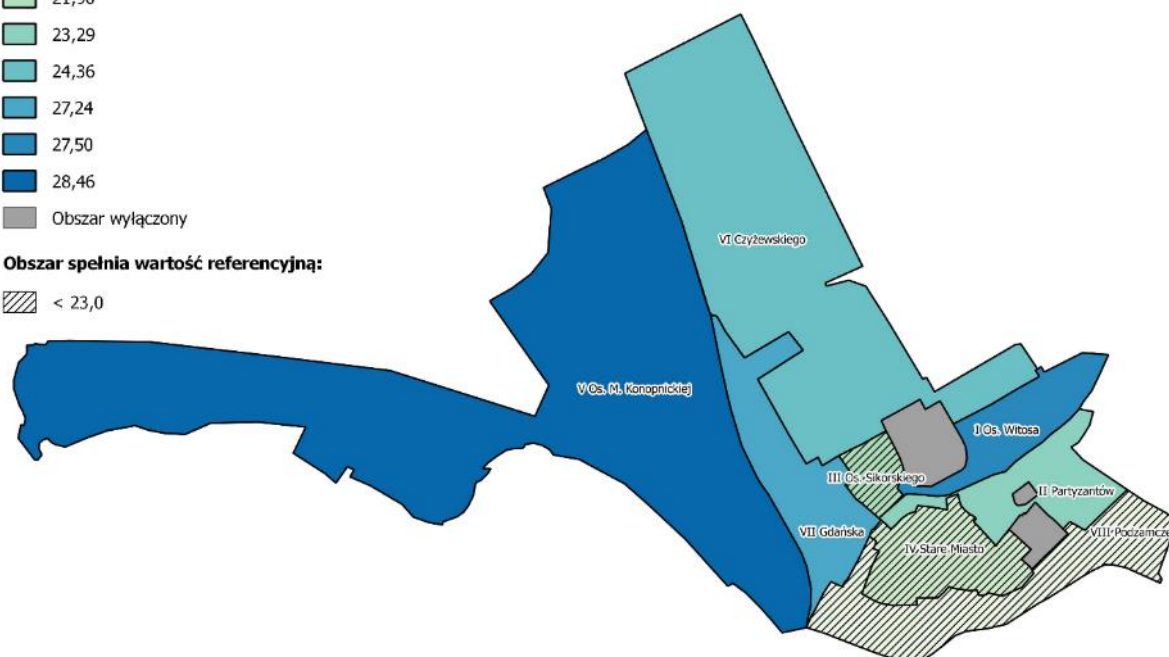 23,29
24,36
27,24
27,50
28,46
Obszar wyłączony
Obszar spełnia wartość referencyjną:
< 23,0
VI Czyżewskiego
V Os. M. Konopnickiej
I Os. Witosa
III Os. Sikorskiego
II Partyzantów
VII Gdańska
IV Stare Miasto
VIII Podzamcze